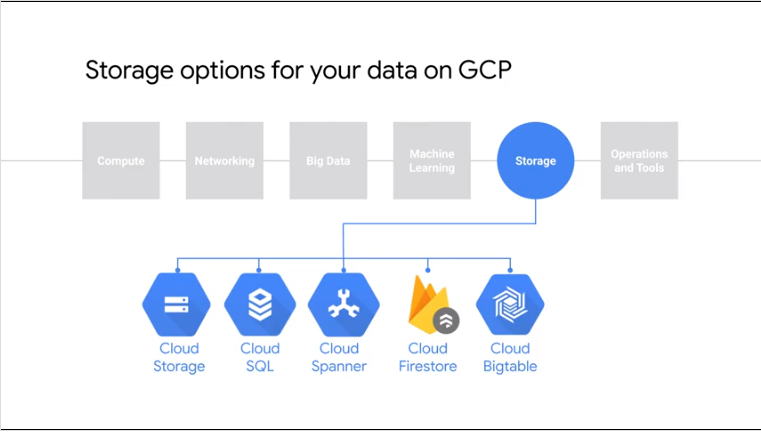 Storage options for your data on GCP
Compute
Networking
Big Data
Machine
Learning
Storage
Operations
and Tools
Cloud
Storage
Cloud
SQL
Cloud
Spanner
Cloud
Firestore
Cloud
Bigtable